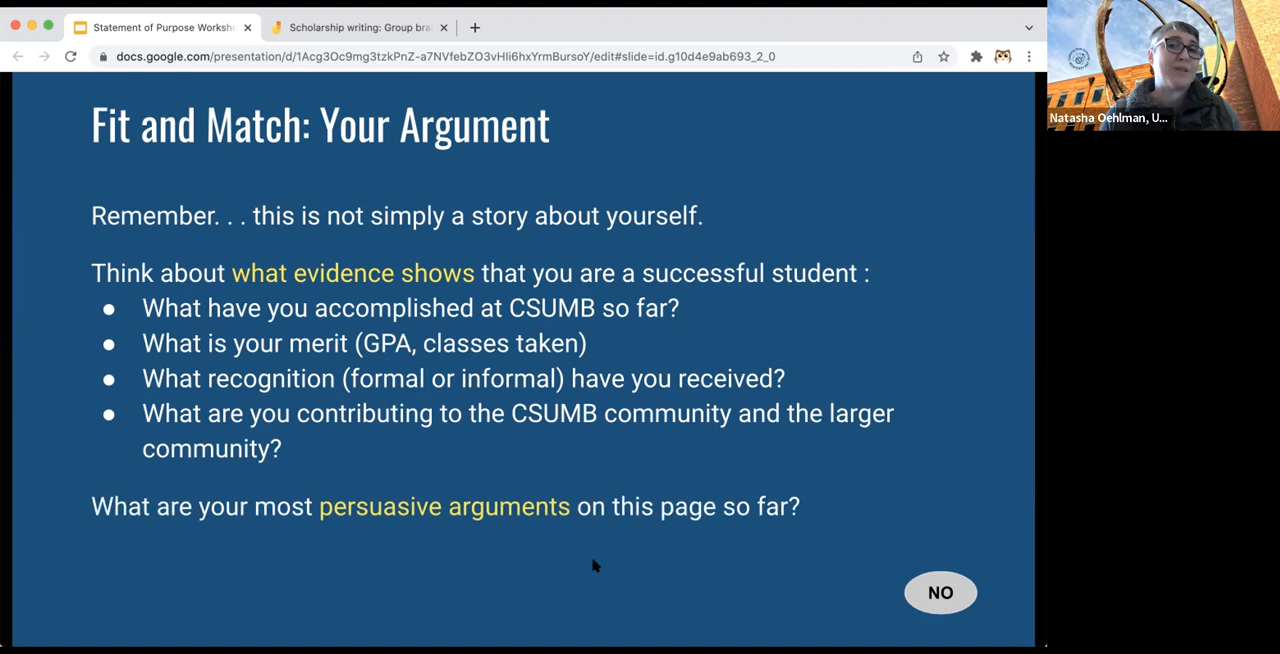 Statement of Purpose Worksho
Scholarship writing: Group bra
docs.google.com/presentation/d/1Acg3Oc9mg3tzkPnZ-a7NVfebZO3vHli6hxYrmBursoY/edit#slide=id.g10d4e9ab693_2_0
Natasha Oehlman, U...
Fit and Match: Your Argument
Remember. . . this is not simply a story about yourself.
Think about what evidence shows that you are a successful student :
● What have you accomplished at CSUMB so far?
● What is your merit (GPA, classes taken)
● What recognition (formal or informal) have you received?
● What are you contributing to the CSUMB community and the larger
community?
What are your most persuasive arguments on this page so far?
NO